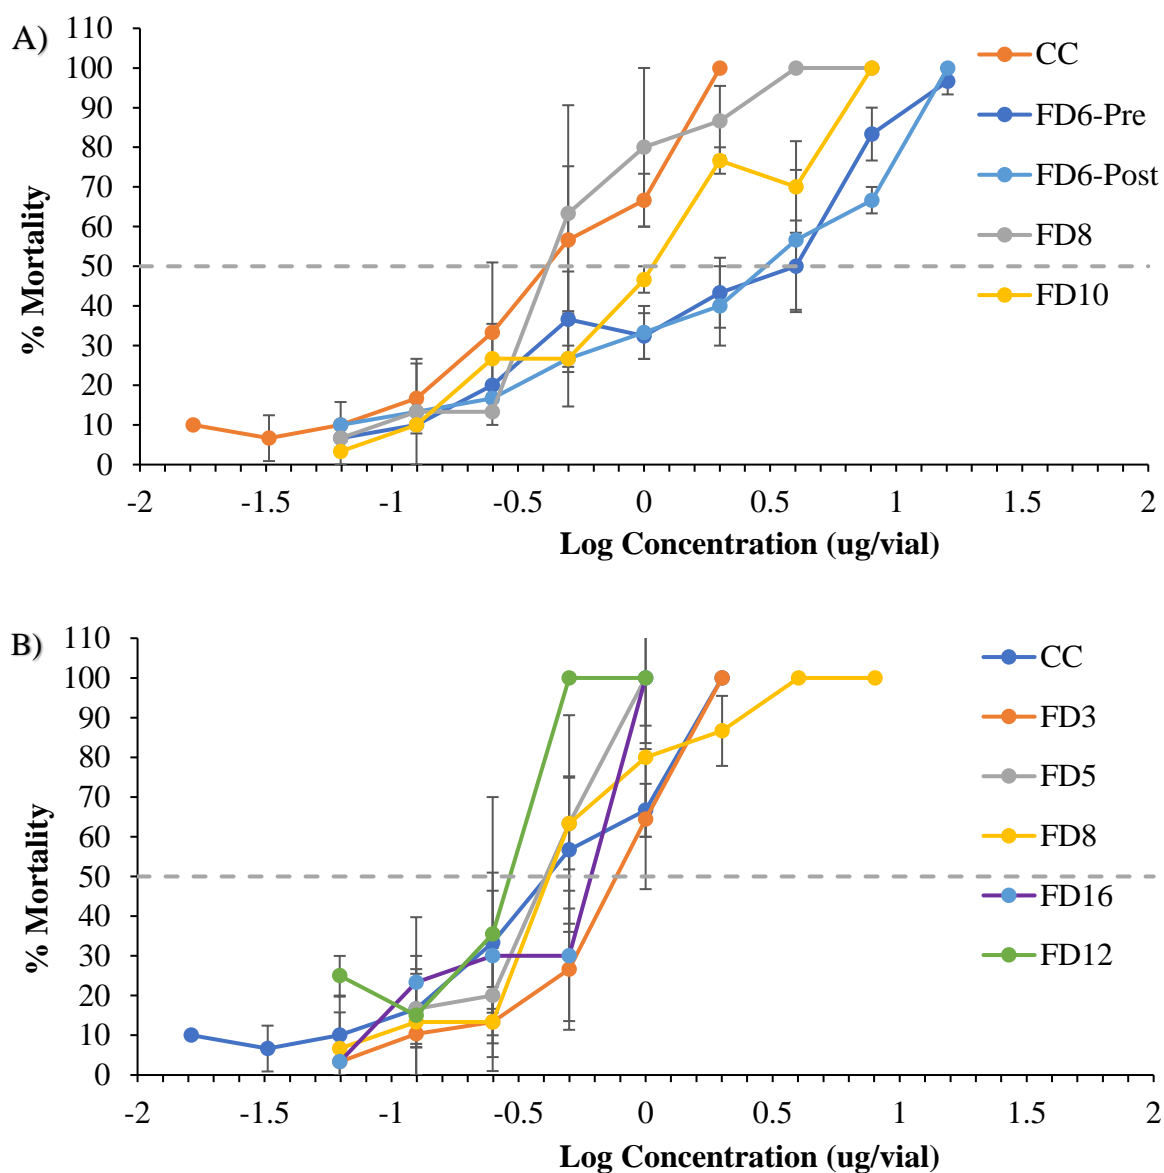 A)
110
100
90
80
70
60
50
40
30
20
10
0
% Mortality
-2 -1.5 -1 -0.5 0 0.5 1 1.5 2
Log Concentration (ug/vial)
CC
FD6-Pre
FD6-Post
FD8
FD10
B)
110
100
90
80
70
60
50
40
30
20
10
0
% Mortality
-2 -1.5 -1 -0.5 0 0.5 1 1.5 2
Log Concentration (ug/vial)
CC
FD3
FD5
FD8
FD16
FD12